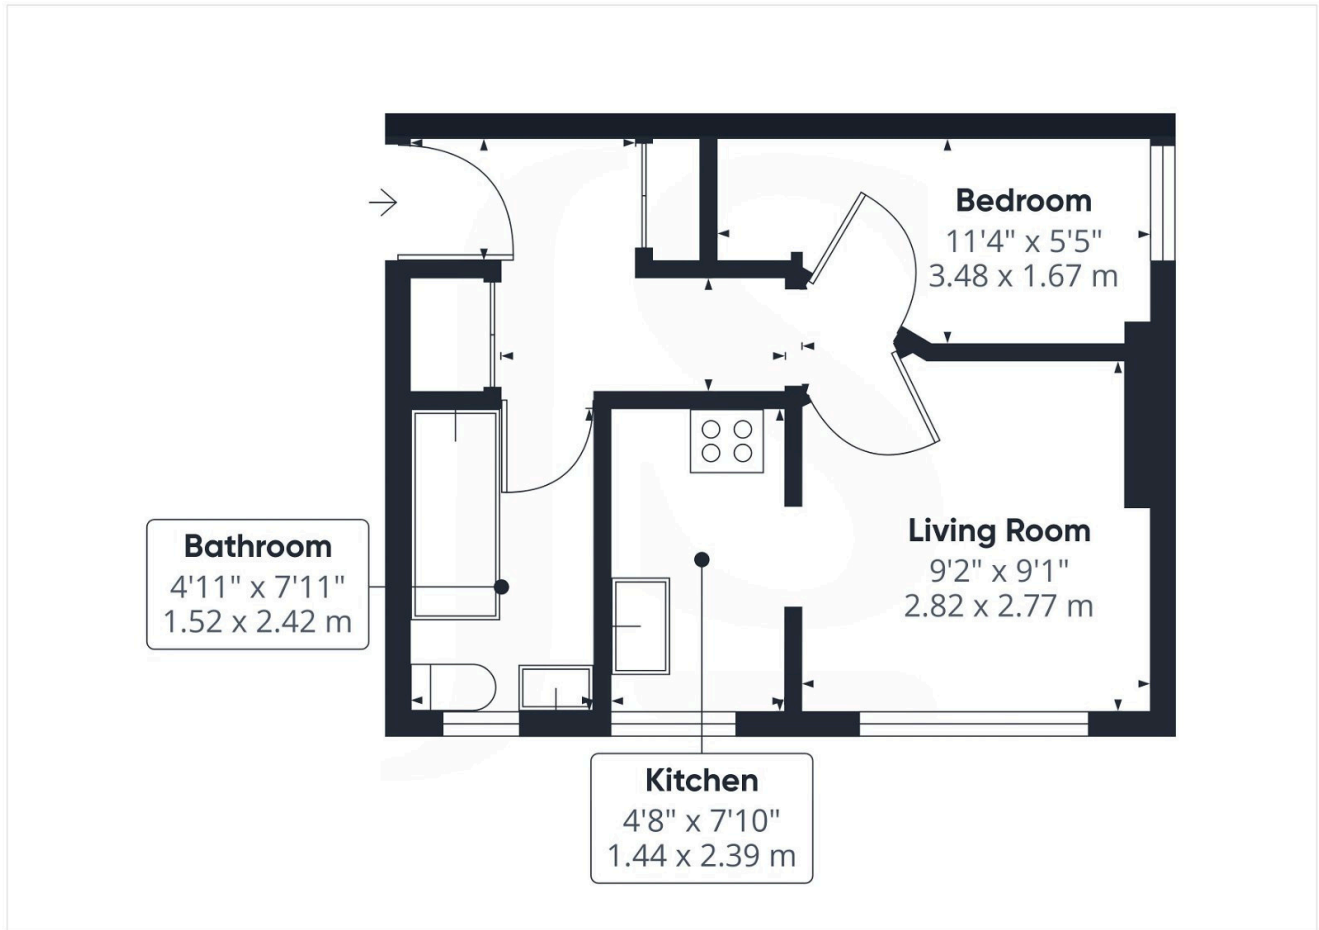 Bedroom
11'4" x 5'5"
3.48 x 1.67 m
Bathroom
4'11" x 7'11"
1.52 x 2.42 m
Living Room
9'2" x 9'1"
2.82 x 2.77 m
Kitchen
4'8" x 7'10"
1.44 x 2.39 m